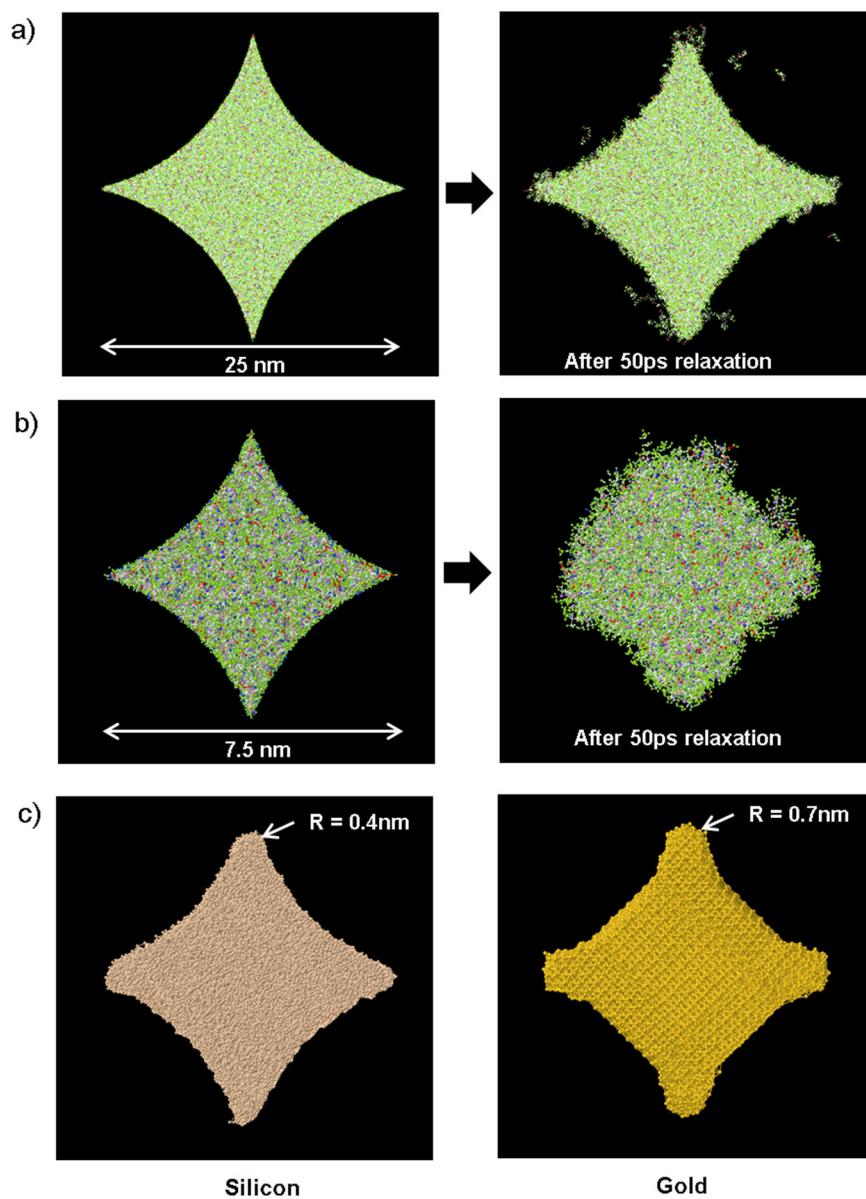 a)
25 nm
After 50ps relaxation
b)
7.5 nm
After 50ps relaxation
c)
R = 0.4nm
R = 0.7nm
Silicon
Gold